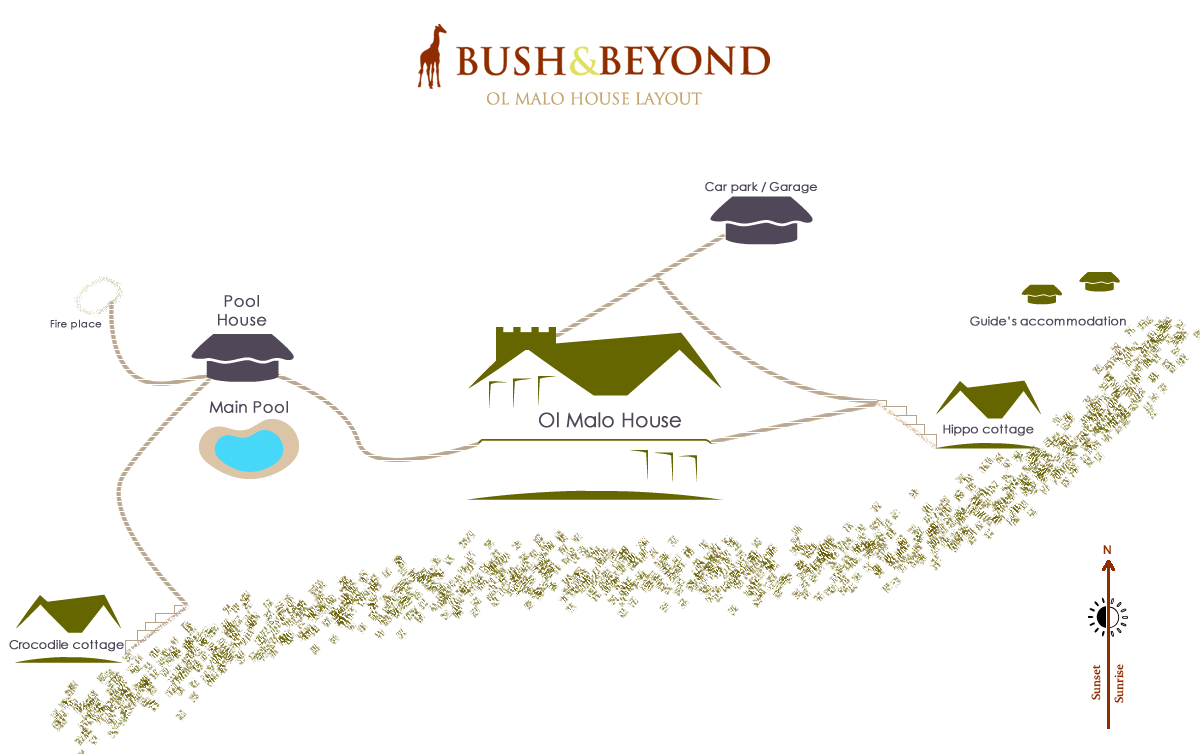 BUSH&BEYOND
OL MALO HOUSE LAYOUT
Car park / Garage
Fire place
Pool
House
Guide's accommodation
Main Pool
Ol Malo House
Hippo cottage
Crocodile cottage
N
Sunset
Sunrise